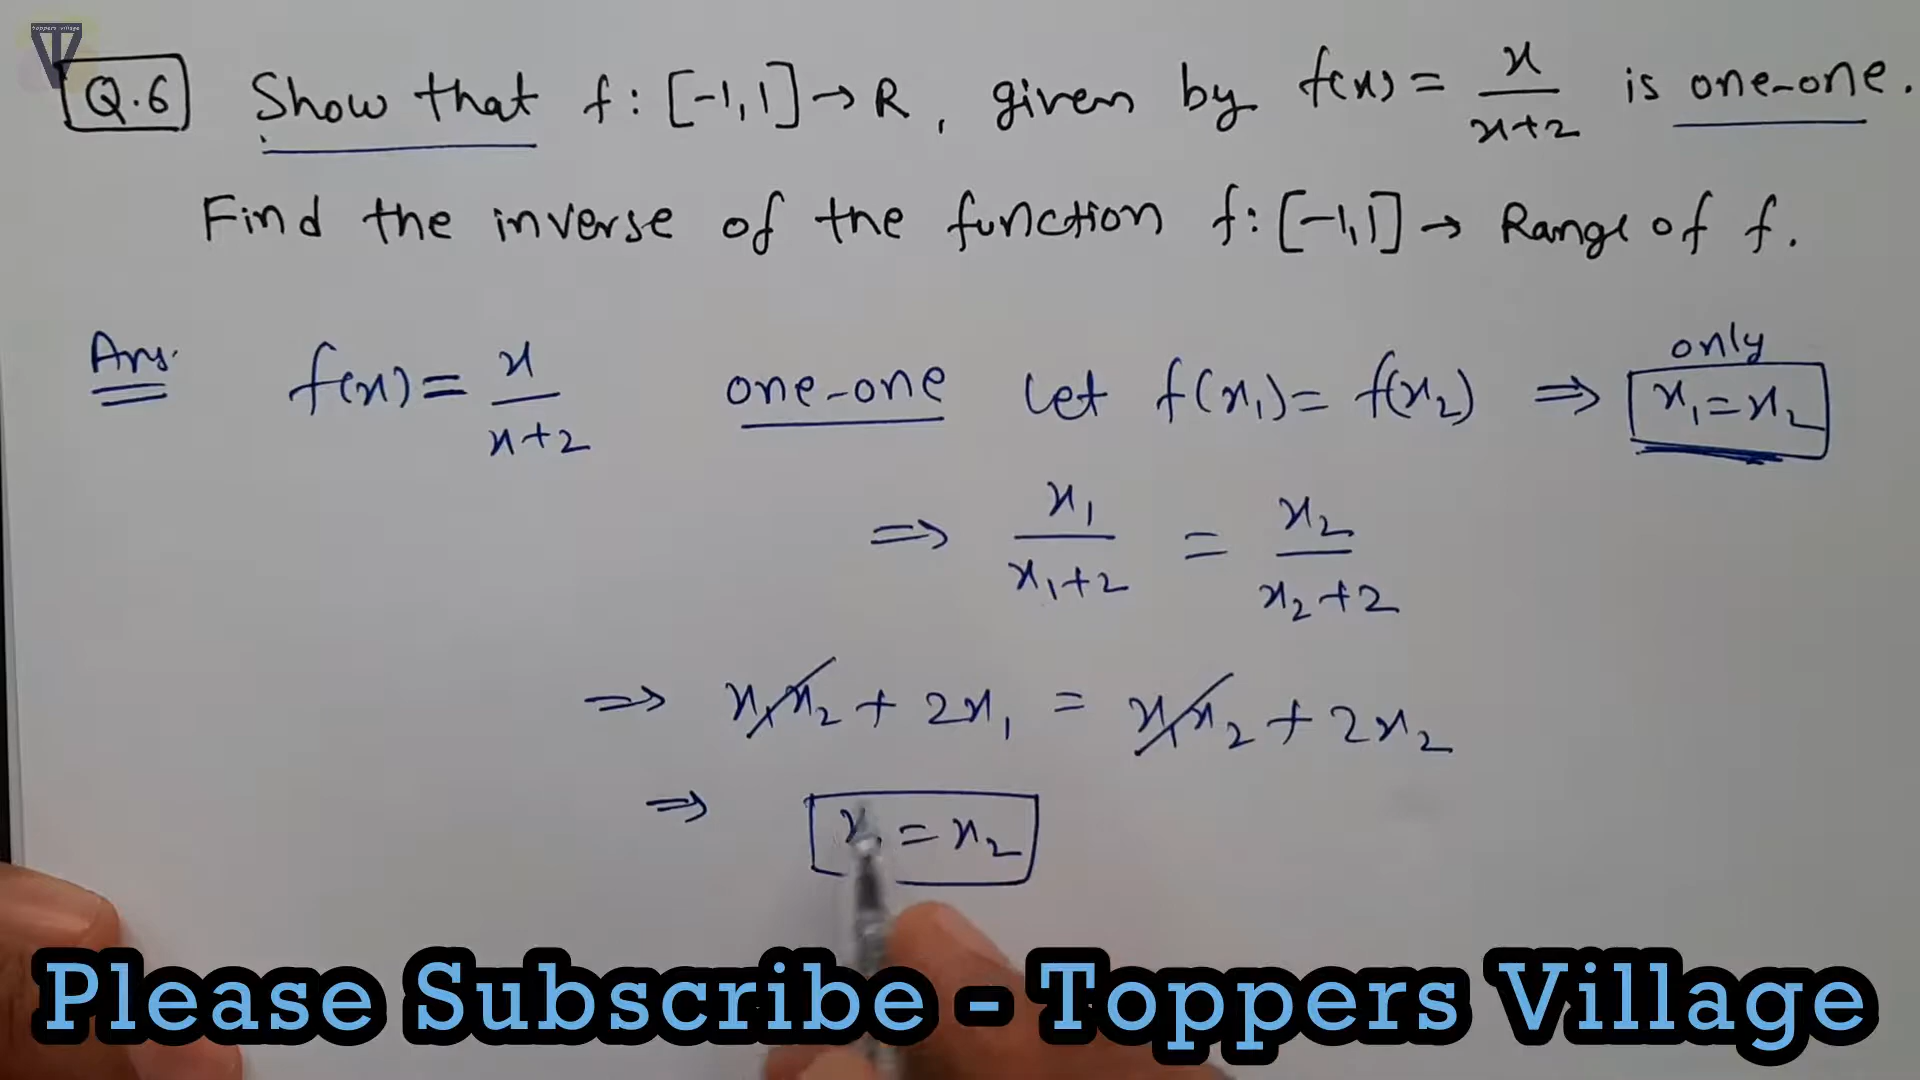 toppers village
Q.6 Show that f: [-1,1] → R, given by f(x) = x/(x+2) is one-one.
Find the inverse of the function f: [-1,1] → Range of f.
Ans. f(x) = x/(x+2) one-one Let f(x₁) = f(x₂) ⇒ only x₁ = x₂
⇒ x₁/(x₁+2) = x₂/(x₂+2)
⇒ x₁x₂ + 2x₁ = x₁x₂ + 2x₂
⇒ x₁ = x₂
Please Subscribe - Toppers Village